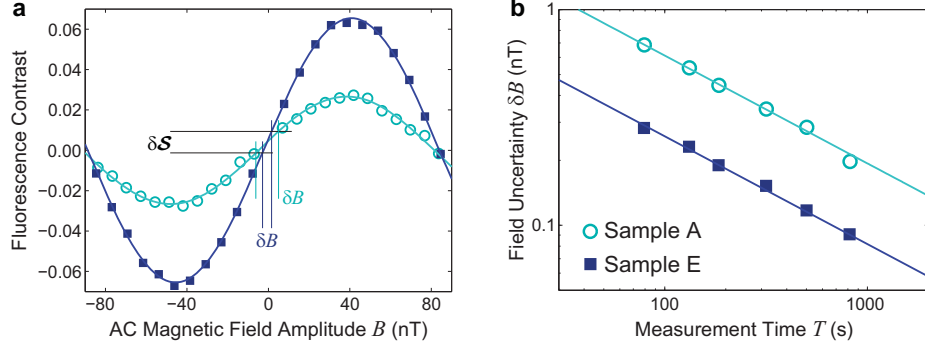 a
Fluorescence Contrast
0.06
0.04
0.02
0.00
−0.02
−0.04
−0.06
δS
δB
δB
−80 −40 0 40 80
AC Magnetic Field Amplitude B (nT)
b
Field Uncertainty δB (nT)
1
0.1
Sample A
Sample E
100 1000
Measurement Time T (s)